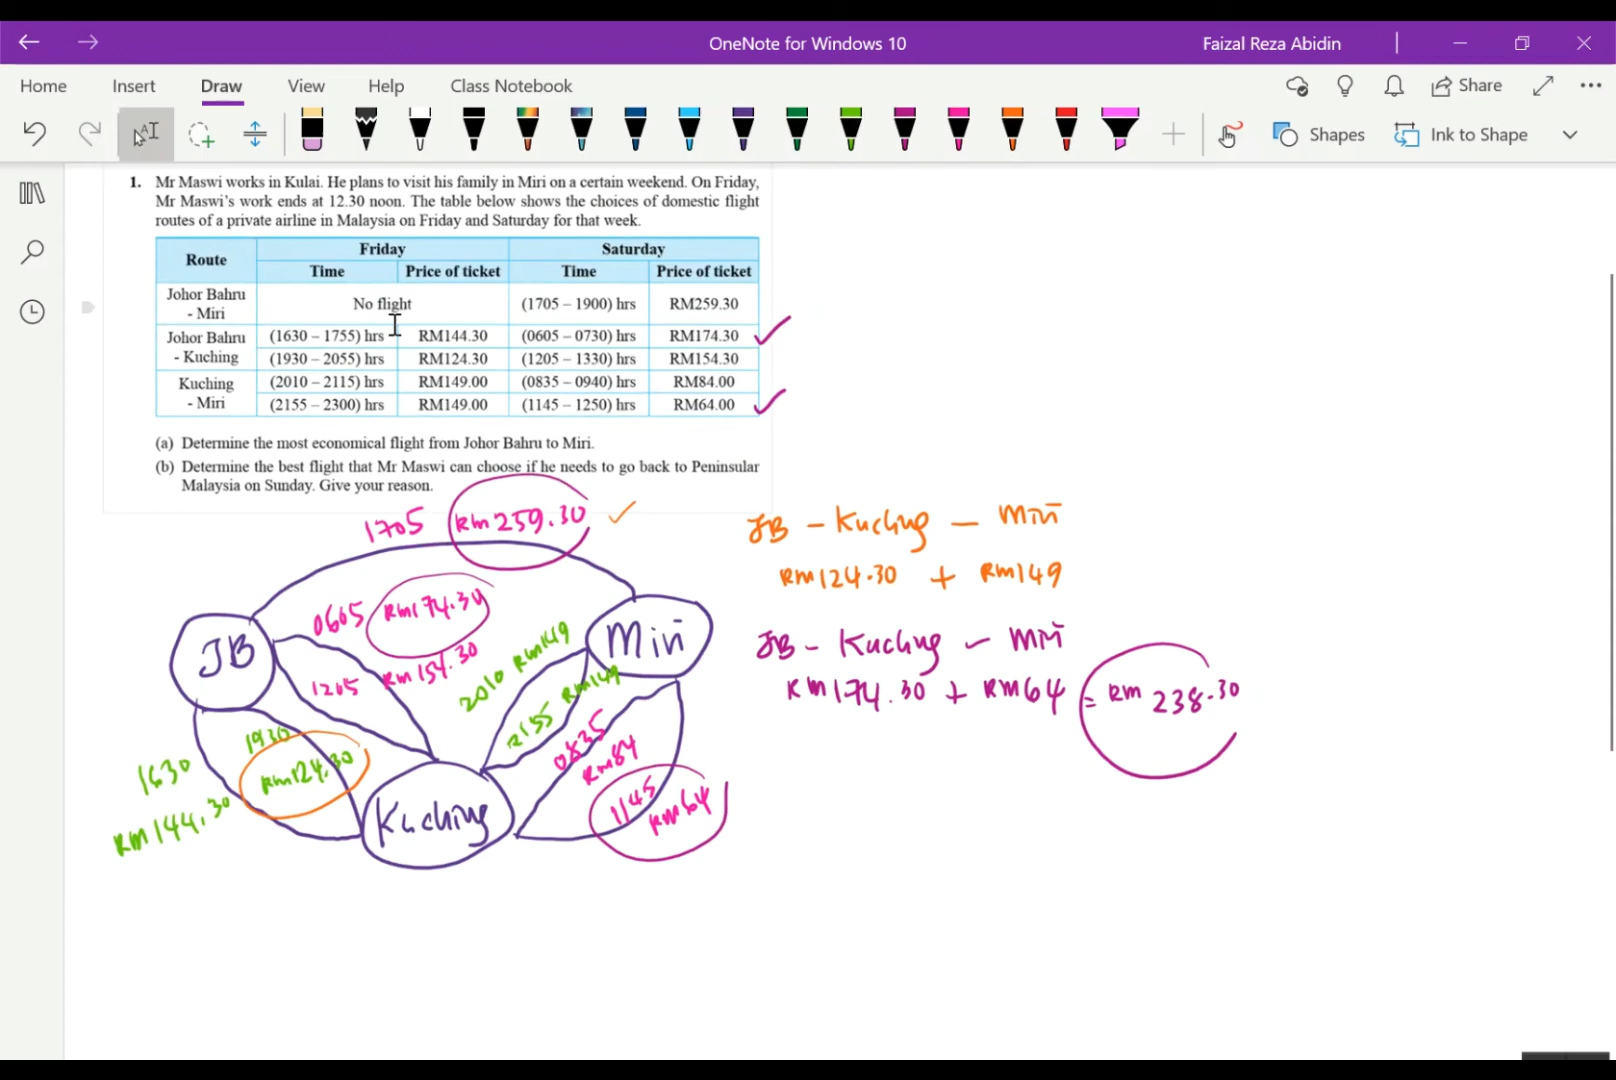 OneNote for Windows 10
Faizal Reza Abidin
Home Insert Draw View Help Class Notebook Share
Shapes Ink to Shape
1. Mr Maswi works in Kulai. He plans to visit his family in Miri on a certain weekend. On Friday,
Mr Maswi's work ends at 12.30 noon. The table below shows the choices of domestic flight
routes of a private airline in Malaysia on Friday and Saturday for that week.
Route Friday Saturday
Time Price of ticket Time Price of ticket
Johor Bahru - Miri No flight (1705 – 1900) hrs RM259.30
Johor Bahru - Kuching (1630 – 1755) hrs RM144.30 (0605 – 0730) hrs RM174.30
(1930 – 2055) hrs RM124.30 (1205 – 1330) hrs RM154.30
Kuching - Miri (2010 – 2115) hrs RM149.00 (0835 – 0940) hrs RM84.00
(2155 – 2300) hrs RM149.00 (1145 – 1250) hrs RM64.00
(a) Determine the most economical flight from Johor Bahru to Miri.
(b) Determine the best flight that Mr Maswi can choose if he needs to go back to Peninsular
Malaysia on Sunday. Give your reason.
1705 Rm259.30
JB - Kuching - Miri
Rm124.30 + Rm149
0605 Rm174.30
JB
Miri
1205 Rm154.30
2010 Rm149
2155 Rm149
JB - Kuching - Miri
Rm174.30 + Rm64 = Rm 238.30
1930
Rm124.30
1630
Rm144.30
0835
Rm84
1145
Rm64
Kuching